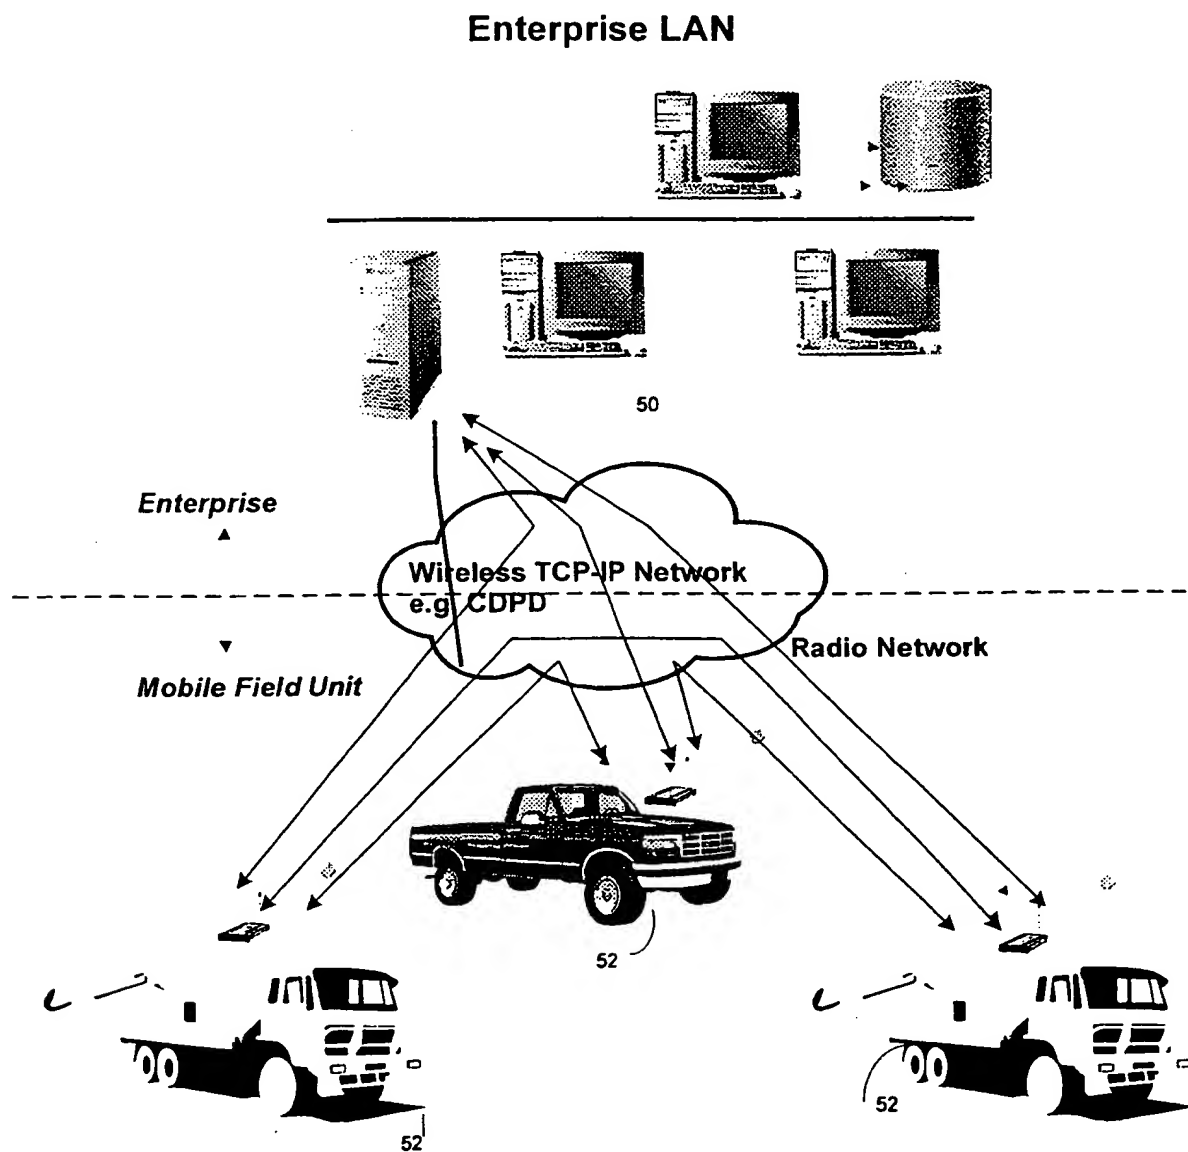 Enterprise LAN
50
Enterprise
Wireless TCP-IP Network
e.g. CDPD
Radio Network
Mobile Field Unit
52
52
52